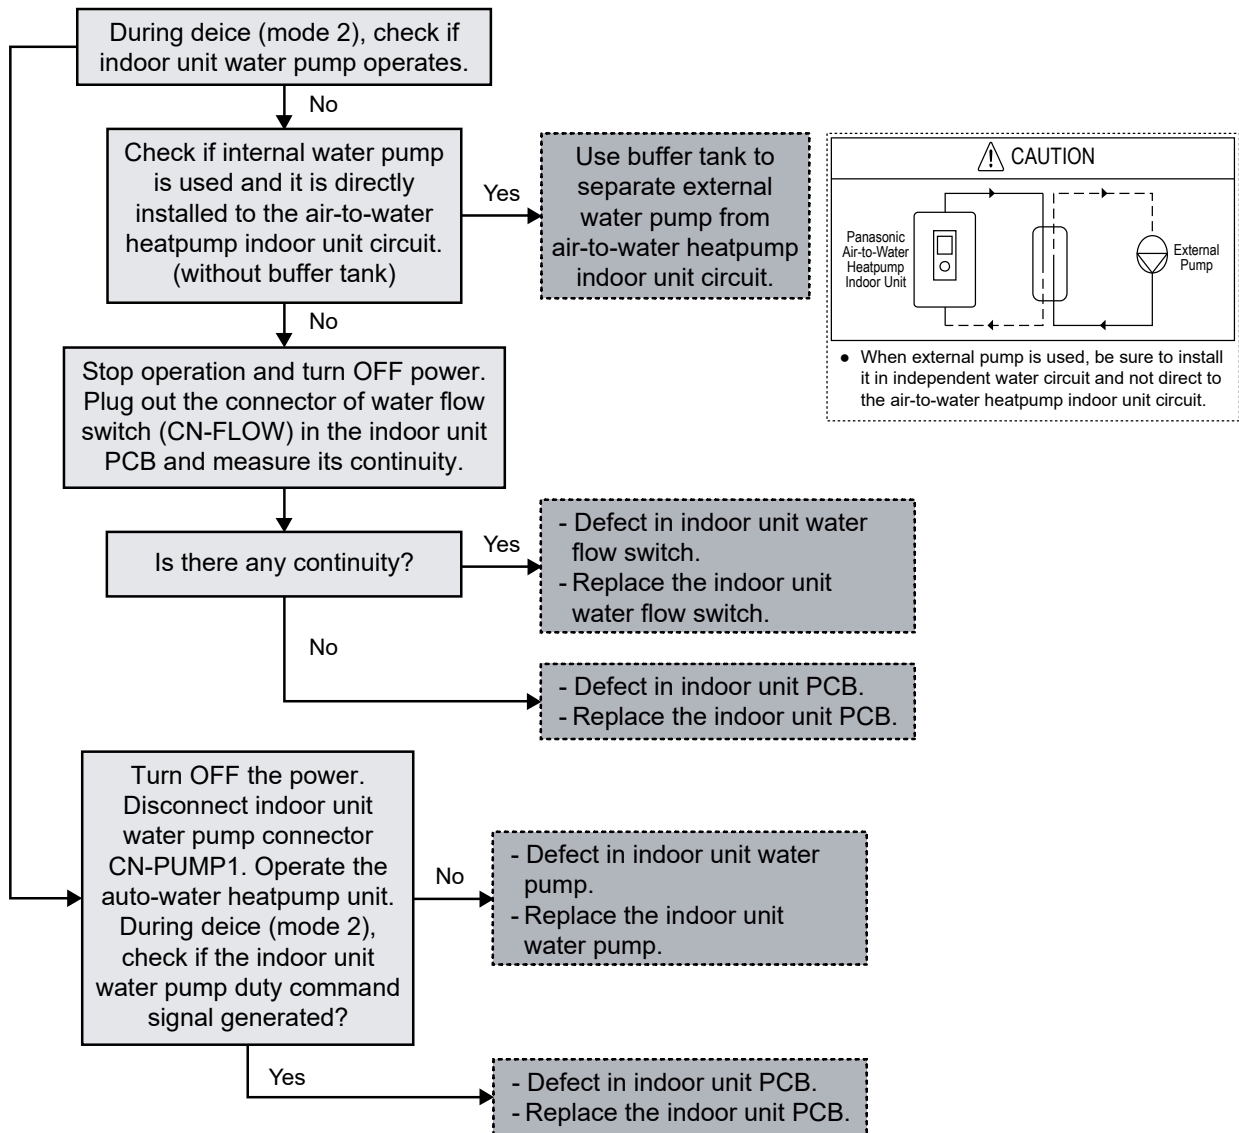 During deice (mode 2), check if
indoor unit water pump operates.
No
Check if internal water pump
is used and it is directly
installed to the air-to-water
heatpump indoor unit circuit.
(without buffer tank)
Yes
Use buffer tank to
separate external
water pump from
air-to-water heatpump
indoor unit circuit.
CAUTION
Panasonic
Air-to-Water
Heatpump
Indoor Unit
External
Pump
● When external pump is used, be sure to install
it in independent water circuit and not direct to
the air-to-water heatpump indoor unit circuit.
No
Stop operation and turn OFF power.
Plug out the connector of water flow
switch (CN-FLOW) in the indoor unit
PCB and measure its continuity.
Is there any continuity?
Yes
- Defect in indoor unit water
flow switch.
- Replace the indoor unit
water flow switch.
No
- Defect in indoor unit PCB.
- Replace the indoor unit PCB.
Turn OFF the power.
Disconnect indoor unit
water pump connector
CN-PUMP1. Operate the
auto-water heatpump unit.
During deice (mode 2),
check if the indoor unit
water pump duty command
signal generated?
No
- Defect in indoor unit water
pump.
- Replace the indoor unit
water pump.
Yes
- Defect in indoor unit PCB.
- Replace the indoor unit PCB.